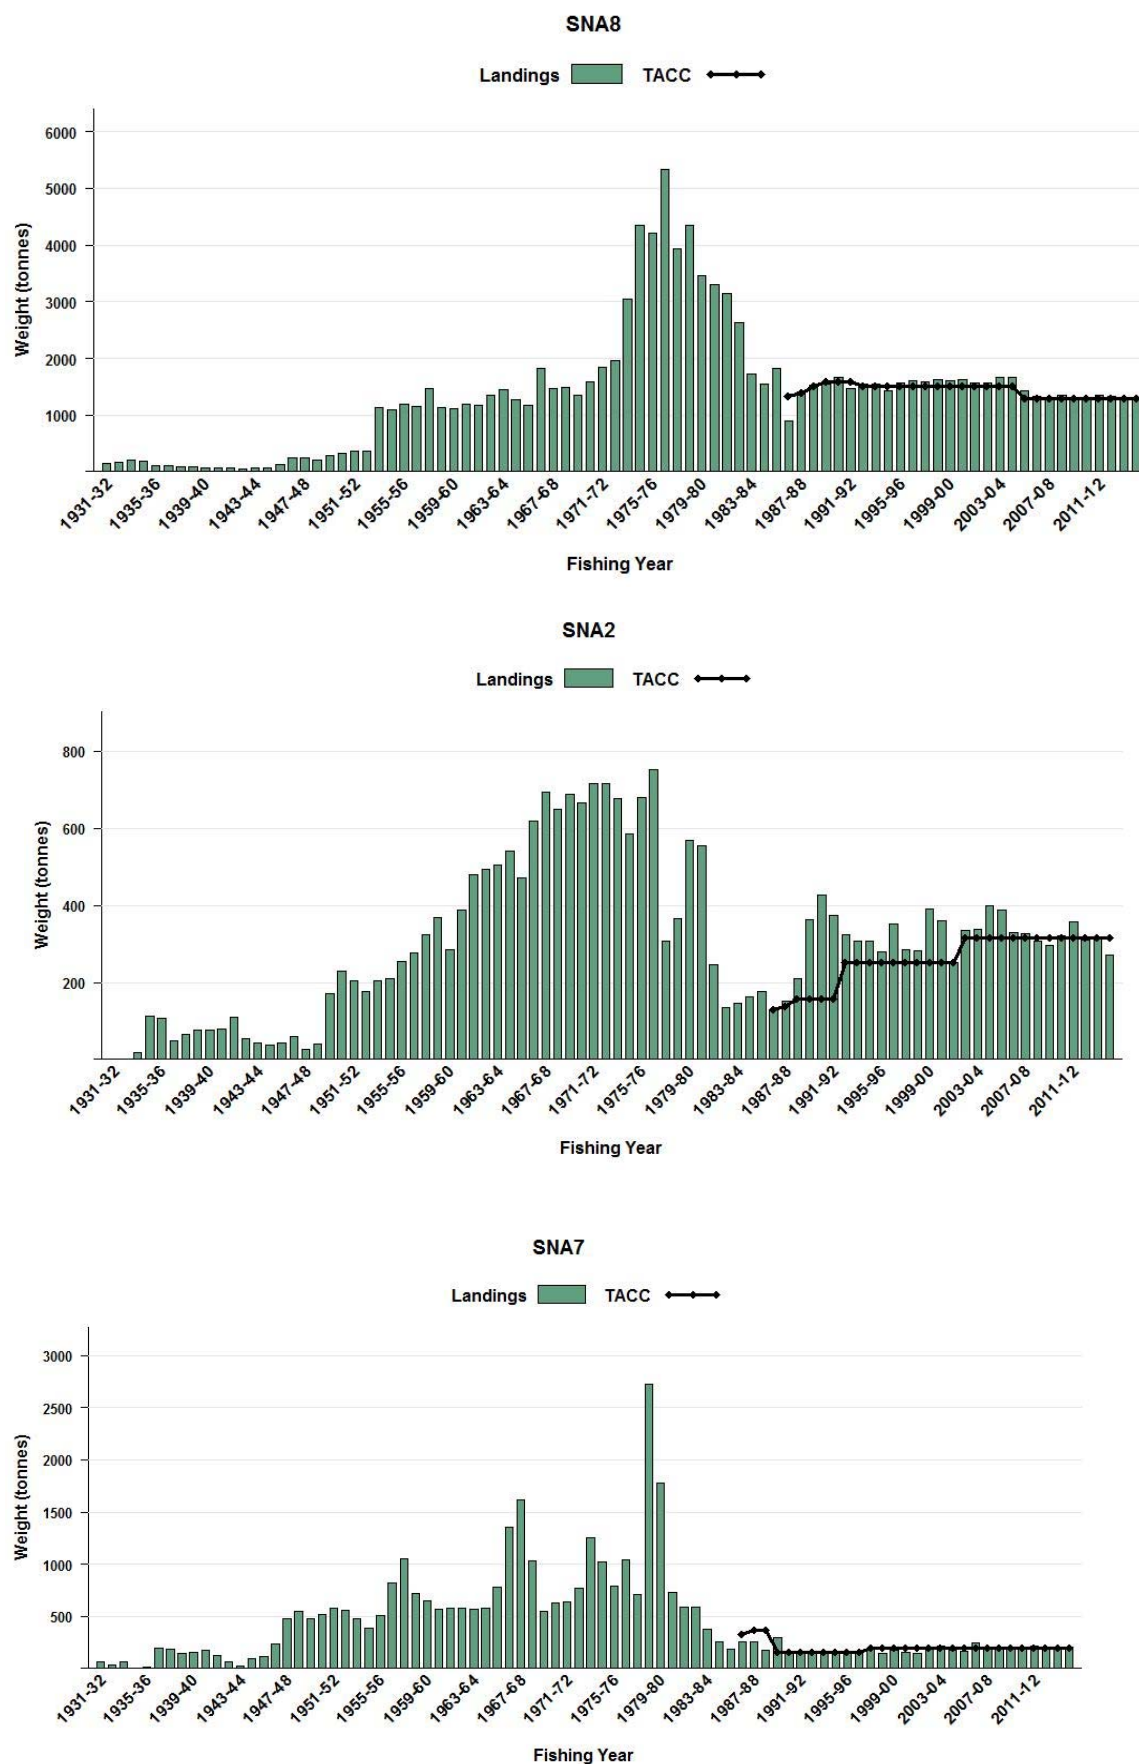 SNA8
Landings TACC
6000
5000
4000
3000
2000
1000
Weight (tonnes)
1931-32 1935-36 1939-40 1943-44 1947-48 1951-52 1955-56 1959-60 1963-64 1967-68 1971-72 1975-76 1979-80 1983-84 1987-88 1991-92 1995-96 1999-00 2003-04 2007-08 2011-12
Fishing Year
SNA2
Landings TACC
800
600
400
200
Weight (tonnes)
1931-32 1935-36 1939-40 1943-44 1947-48 1951-52 1955-56 1959-60 1963-64 1967-68 1971-72 1975-76 1979-80 1983-84 1987-88 1991-92 1995-96 1999-00 2003-04 2007-08 2011-12
Fishing Year
SNA7
Landings TACC
3000
2500
2000
1500
1000
500
Weight (tonnes)
1931-32 1935-36 1939-40 1943-44 1947-48 1951-52 1955-56 1959-60 1963-64 1967-68 1971-72 1975-76 1979-80 1983-84 1987-88 1991-92 1995-96 1999-00 2003-04 2007-08 2011-12
Fishing Year